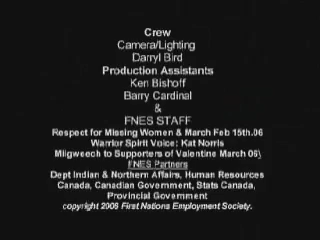 Crew
Camera/Lighting
Darryl Bird
Production Assistants
Ken Bishoff
Barry Cardinal
&
FNES STAFF
Respect for Missing Women & March Feb 15th.06
Warrior Spirit Voice: Kat Norris
Miigweech to Supporters of Valentine March 06\
FNES Partners
Dept Indian & Northern Affairs, Human Resources
Canada, Canadian Government, Stats Canada,
Provincial Government
copyright 2006 First Nations Employment Society.